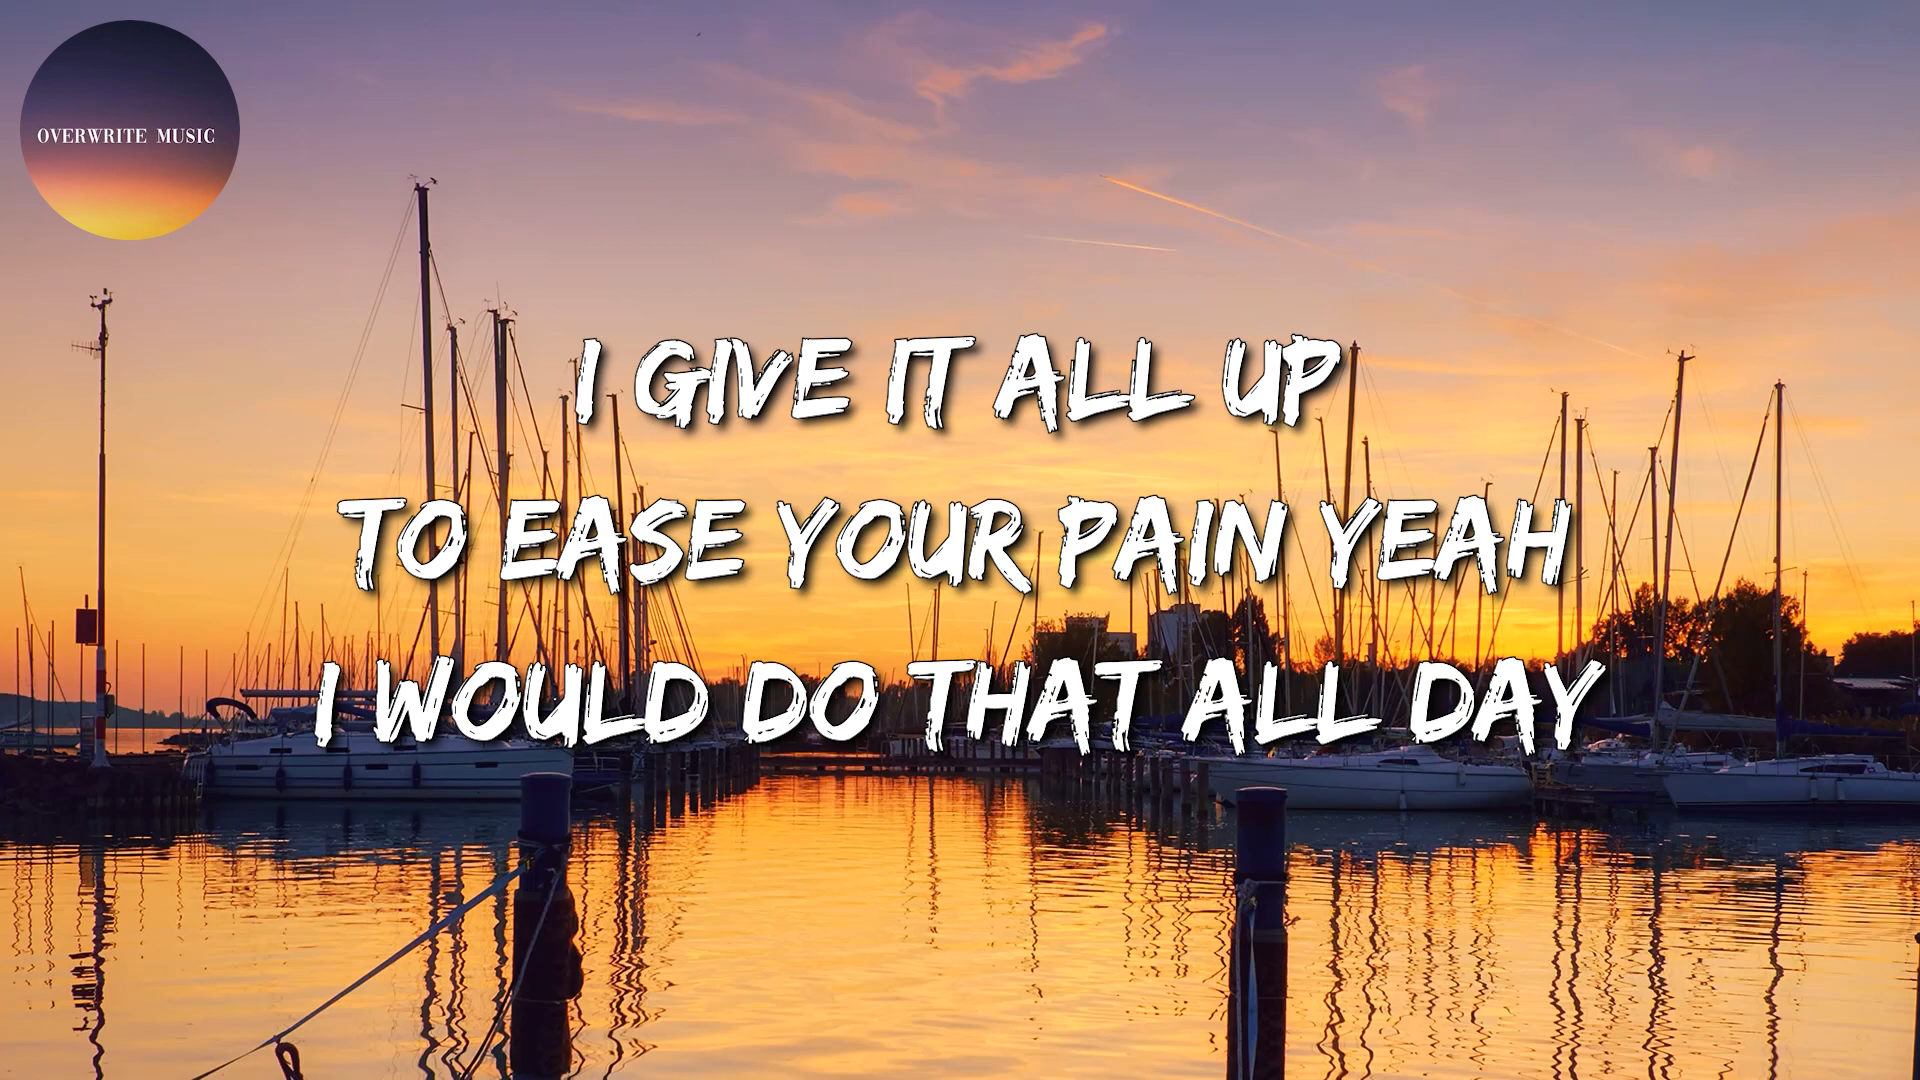 OVERWRITE MUSIC
I GIVE IT ALL UP
TO EASE YOUR PAIN YEAH
I WOULD DO THAT ALL DAY